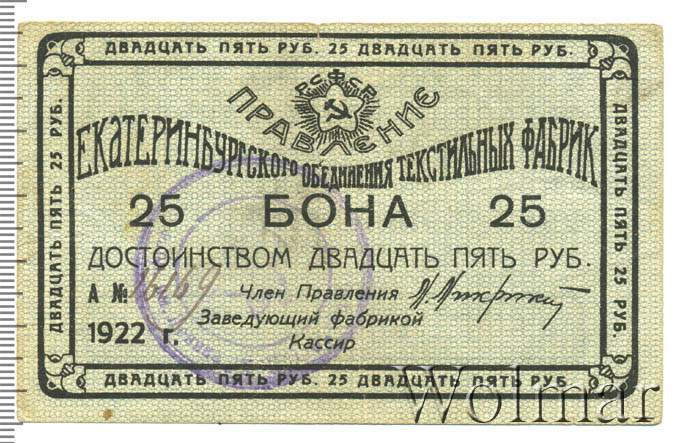 ДВАДЦАТЬ ПЯТЬ РУБ. 25 ДВАДЦАТЬ ПЯТЬ РУБ.
РСФСР
ПРАВЛЕНИЕ
ЕКАТЕРИНБУРГСКОГО ОБЕДИНЕНИЯ ТЕКСТИЛЬНЫХ ФАБРИК
25 БОНА 25
ДОСТОИНСТВОМ ДВАДЦАТЬ ПЯТЬ РУБ.
А № 15169 Член Правления
Заведующий фабрикой
1922 г. Кассир
ДВАДЦАТЬ ПЯТЬ 25 РУБ.
ДВАДЦАТЬ ПЯТЬ 25 РУБ.
ДВАДЦАТЬ ПЯТЬ РУБ. 25 ДВАДЦАТЬ ПЯТЬ РУБ.
Wolmar